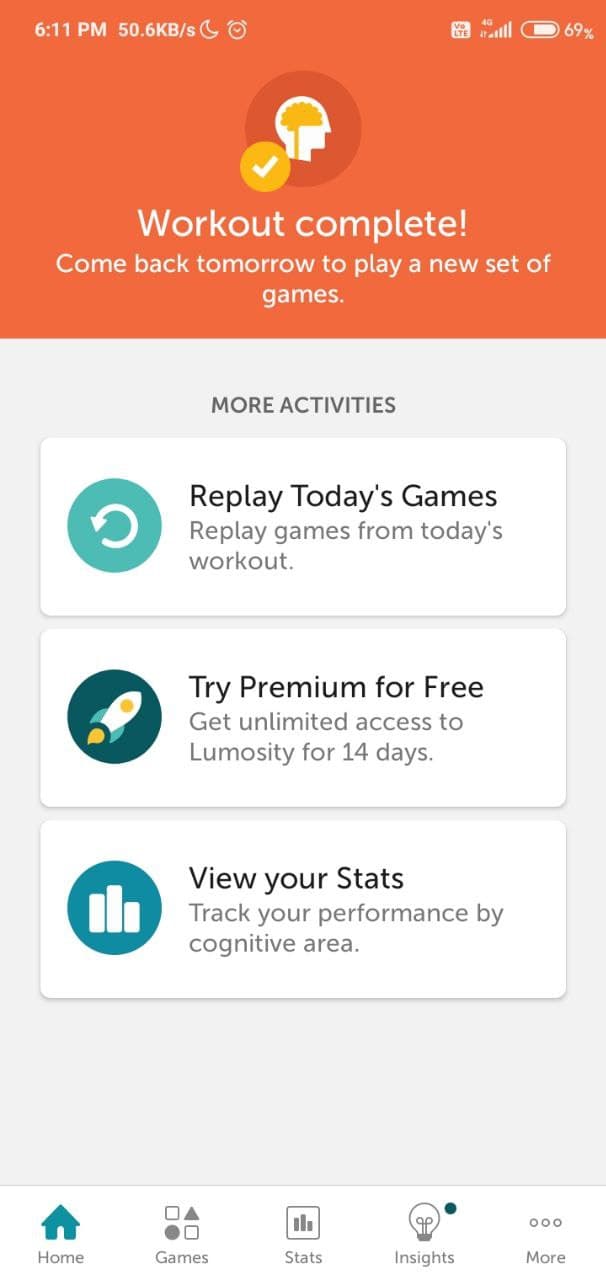 6:11 PM 50.6KB/s Vo LTE 4G 69%
Workout complete!
Come back tomorrow to play a new set of
games.
MORE ACTIVITIES
Replay Today's Games
Replay games from today's
workout.
Try Premium for Free
Get unlimited access to
Lumosity for 14 days.
View your Stats
Track your performance by
cognitive area.
Home Games Stats Insights More